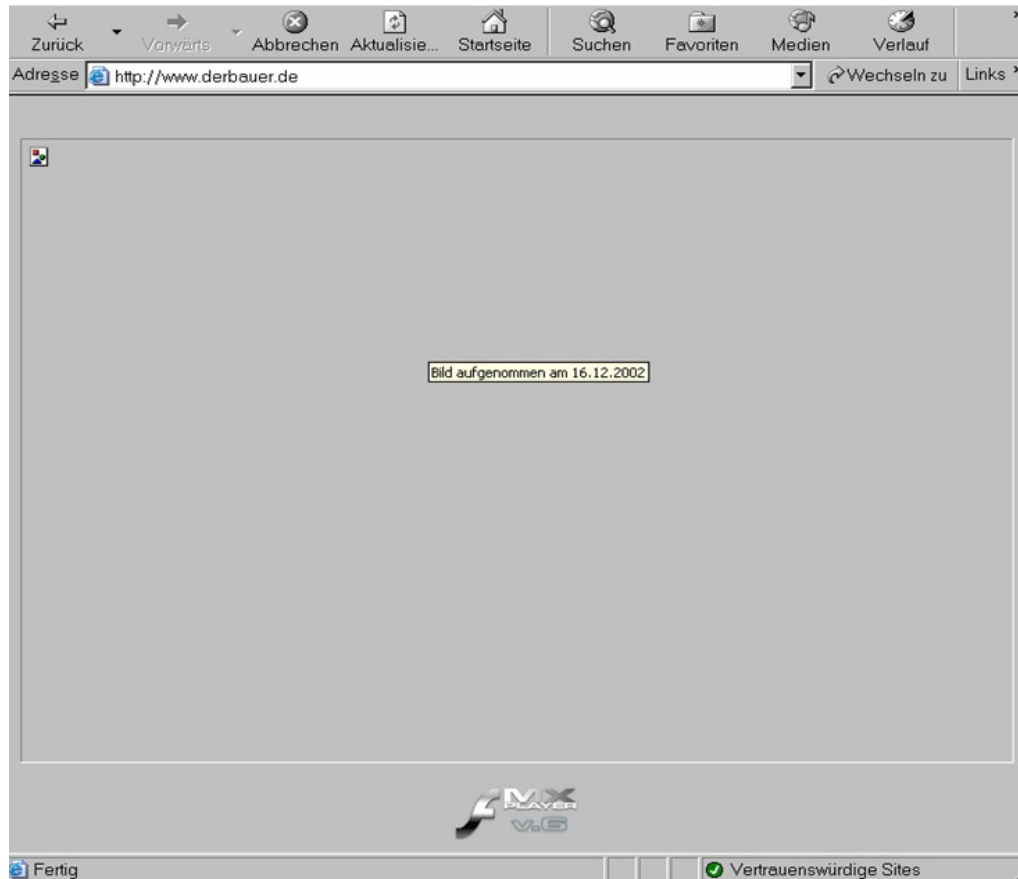 Zurück Vorwärts Abbrechen Aktualisie... Startseite Suchen Favoriten Medien Verlauf
Adresse http://www.derbauer.de Wechseln zu Links
Bild aufgenommen am 16.12.2002
MX
PLAYER
v.6
Fertig Vertrauenswürdige Sites